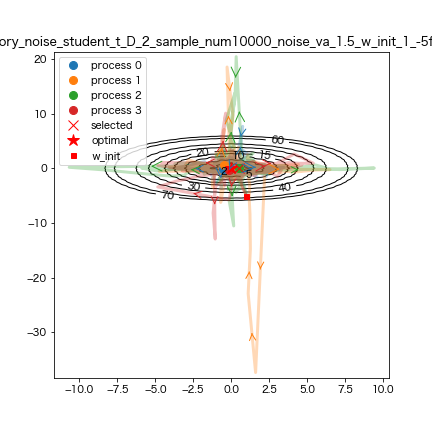 ory_noise_student_t_D_2_sample_num10000_noise_va_1.5_w_init_1_-5f
process 0
process 1
process 2
process 3
selected
optimal
w_init
20
10
0
−10
−20
−30
60
20
10
15
5
30
40
70
−10.0
−7.5
−5.0
−2.5
0.0
2.5
5.0
7.5
10.0